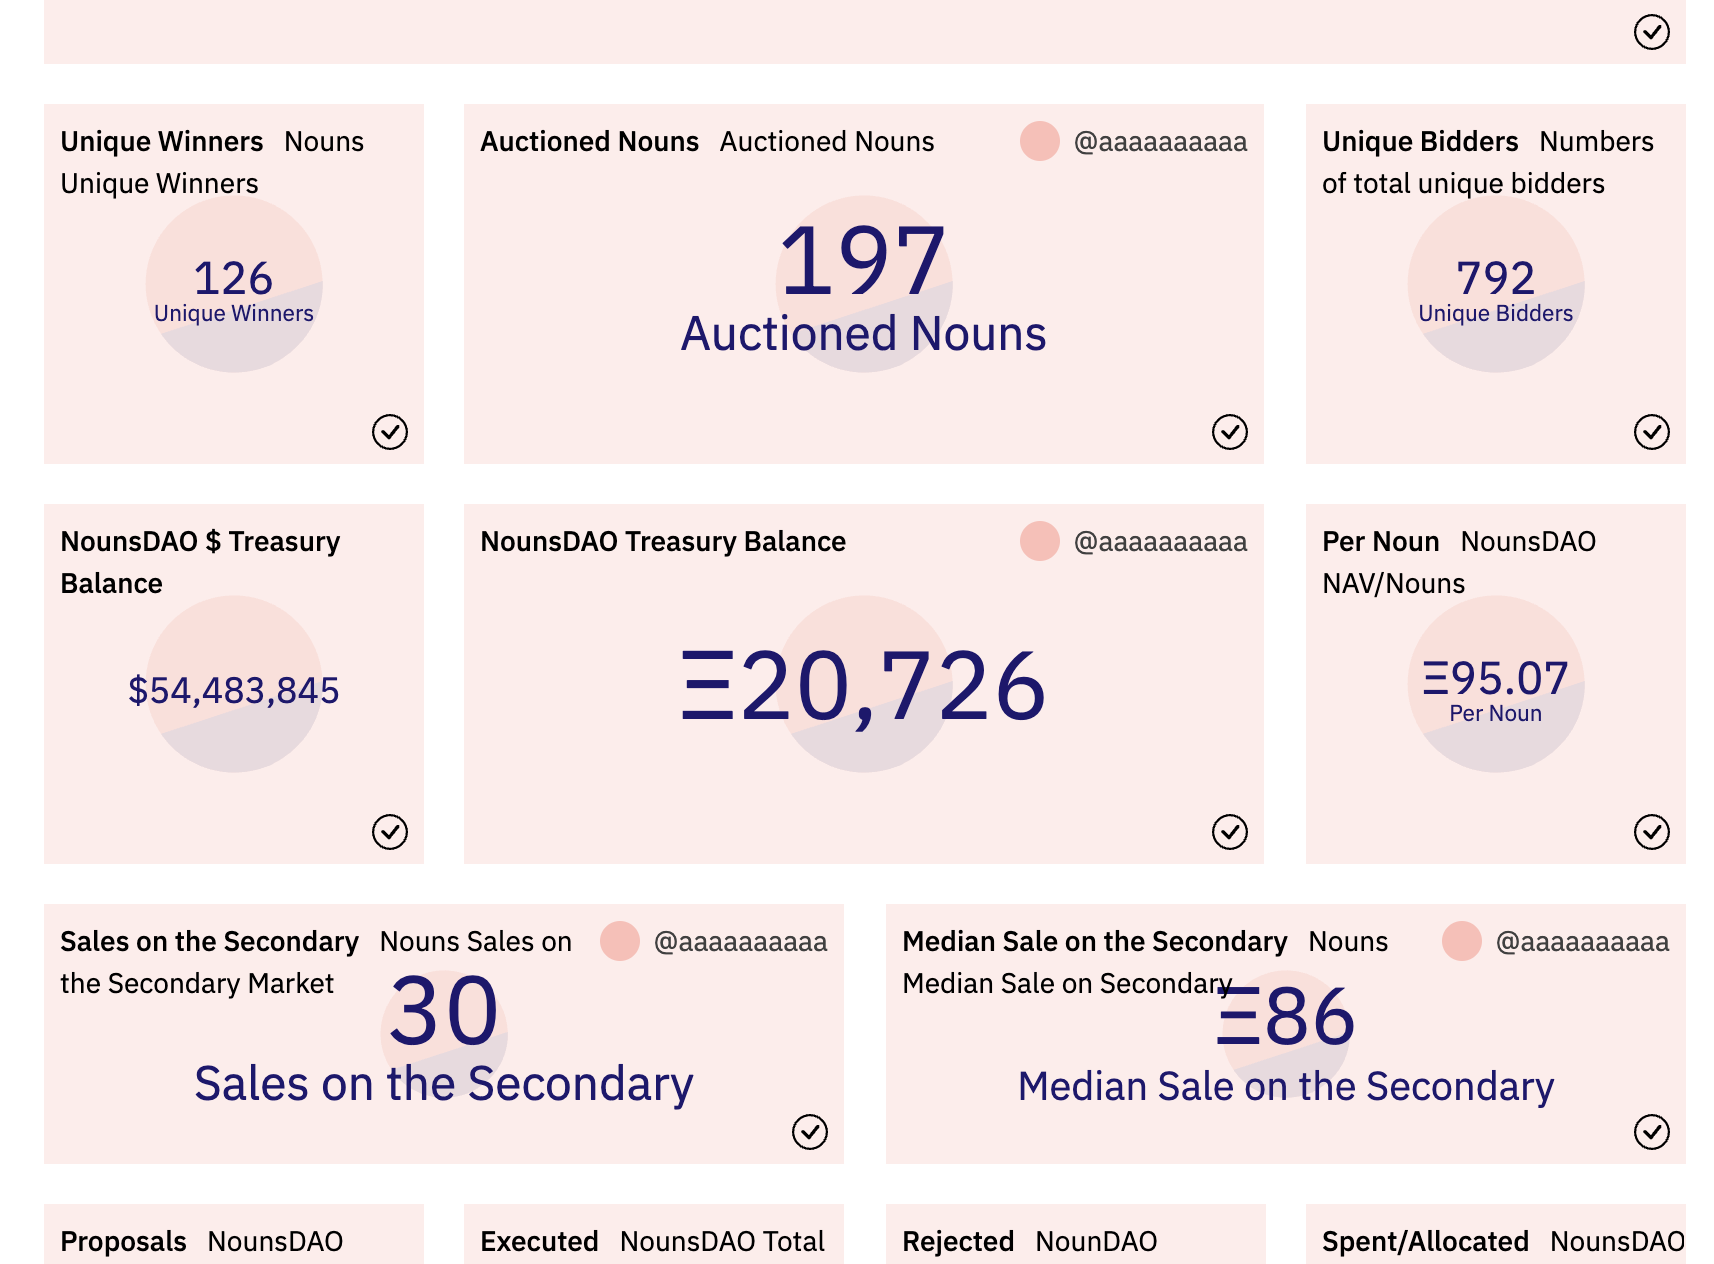 Unique Winners Nouns
Unique Winners
126
Unique Winners
Auctioned Nouns Auctioned Nouns @aaaaaaaaaa
197
Auctioned Nouns
Unique Bidders Numbers
of total unique bidders
792
Unique Bidders
NounsDAO $ Treasury
Balance
$54,483,845
NounsDAO Treasury Balance @aaaaaaaaaa
Ξ20,726
Per Noun NounsDAO
NAV/Nouns
Ξ95.07
Per Noun
Sales on the Secondary Nouns Sales on @aaaaaaaaaa
the Secondary Market
30
Sales on the Secondary
Median Sale on the Secondary Nouns @aaaaaaaaaa
Median Sale on Secondary
Ξ86
Median Sale on the Secondary
Proposals NounsDAO
Executed NounsDAO Total
Rejected NounDAO
Spent/Allocated NounsDAO